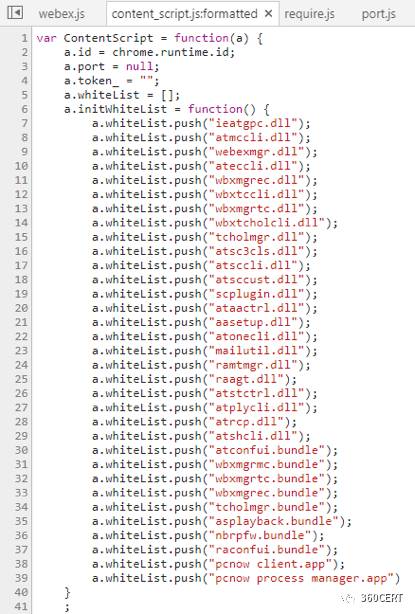 webex.js content_script.js:formatted × require.js port.js
1 var ContentScript = function(a) {
2 a.id = chrome.runtime.id;
3 a.port = null;
4 a.token_ = "";
5 a.whiteList = [];
6 a.initWhiteList = function() {
7 a.whiteList.push("ieatgpc.dll");
8 a.whiteList.push("atmccli.dll");
9 a.whiteList.push("webexmgr.dll");
10 a.whiteList.push("ateccli.dll");
11 a.whiteList.push("wbxmgrec.dll");
12 a.whiteList.push("wbxtccli.dll");
13 a.whiteList.push("wbxmgrtc.dll");
14 a.whiteList.push("wbxtcholcli.dll");
15 a.whiteList.push("tcholmgr.dll");
16 a.whiteList.push("atsc3cls.dll");
17 a.whiteList.push("atsccli.dll");
18 a.whiteList.push("atsccust.dll");
19 a.whiteList.push("scplugin.dll");
20 a.whiteList.push("ataactrl.dll");
21 a.whiteList.push("aasetup.dll");
22 a.whiteList.push("atonecli.dll");
23 a.whiteList.push("mailutil.dll");
24 a.whiteList.push("ramtmgr.dll");
25 a.whiteList.push("raagt.dll");
26 a.whiteList.push("atstctrl.dll");
27 a.whiteList.push("atplycli.dll");
28 a.whiteList.push("atrcp.dll");
29 a.whiteList.push("atshcli.dll");
30 a.whiteList.push("atconfui.bundle");
31 a.whiteList.push("wbxmgrmc.bundle");
32 a.whiteList.push("wbxmgrtc.bundle");
33 a.whiteList.push("wbxmgrec.bundle");
34 a.whiteList.push("tcholmgr.bundle");
35 a.whiteList.push("asplayback.bundle");
36 a.whiteList.push("nbrpfw.bundle");
37 a.whiteList.push("raconfui.bundle");
38 a.whiteList.push("pcnow client.app");
39 a.whiteList.push("pcnow process manager.app")
40 }
41 ;
360CERT